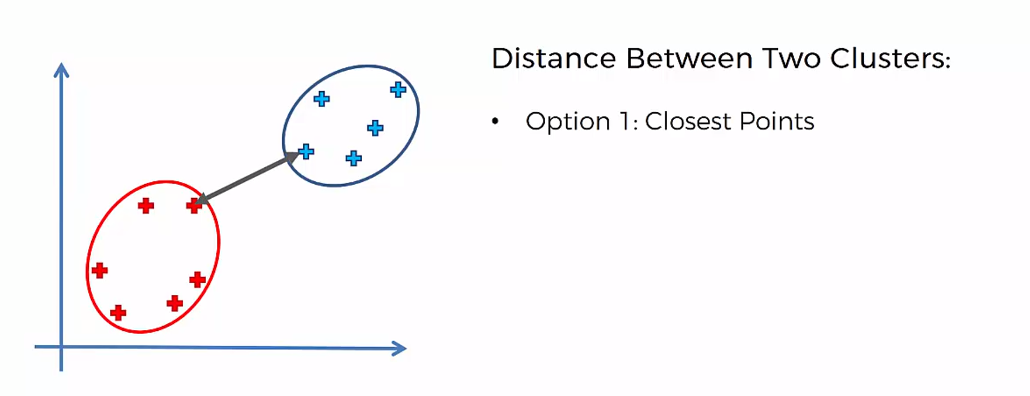 Distance Between Two Clusters:
• Option 1: Closest Points